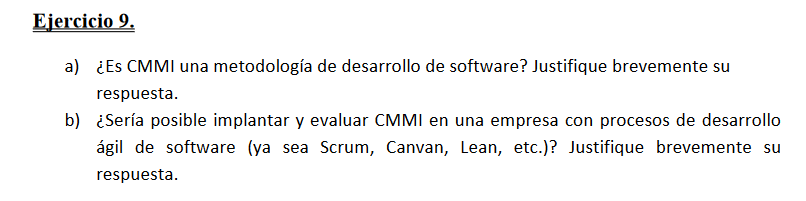 Ejercicio 9.
a) ¿Es CMMI una metodología de desarrollo de software? Justifique brevemente su
respuesta.
b) ¿Sería posible implantar y evaluar CMMI en una empresa con procesos de desarrollo
ágil de software (ya sea Scrum, Canvan, Lean, etc.)? Justifique brevemente su
respuesta.